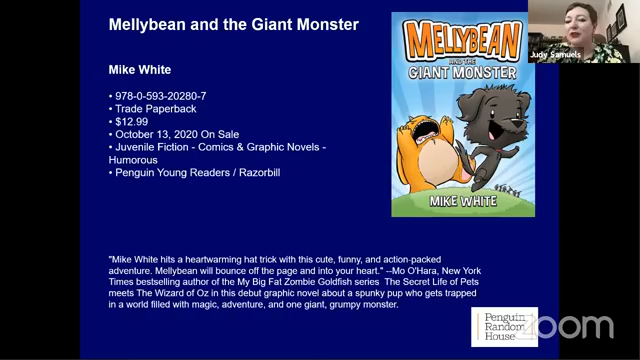 Mellybean and the Giant Monster
Mike White
• 978-0-593-20280-7
• Trade Paperback
• $12.99
• October 13, 2020 On Sale
• Juvenile Fiction - Comics & Graphic Novels -
Humorous
• Penguin Young Readers / Razorbill
MELLYBEAN
AND THE
GIANT MONSTER
MIKE WHITE
Judy Samuels
"Mike White hits a heartwarming hat trick with this cute, funny, and action-packed
adventure. Mellybean will bounce off the page and into your heart." --Mo O'Hara, New York
Times bestselling author of the My Big Fat Zombie Goldfish series  The Secret Life of Pets
meets The Wizard of Oz in this debut graphic novel about a spunky pup who gets trapped
in a world filled with magic, adventure, and one giant, grumpy monster.
Penguin
Random
House
zoom